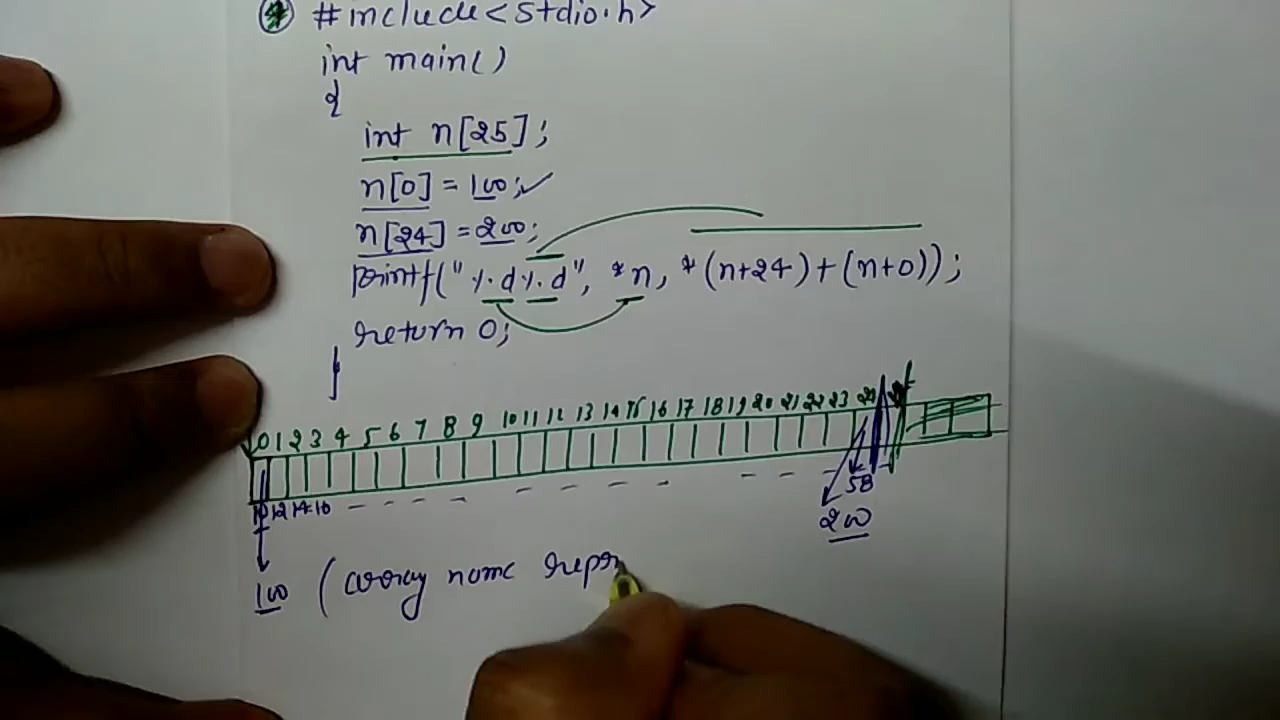 #include<stdio.h>
int main()
{
int n[25];
n[0] = 100;
n[24] = 200;
printf("%d%d", *n, *(n+24)+(n+0));
return 0;
}
0 1 2 3 4 5 6 7 8 9 10 11 12 13 14 15 16 17 18 19 20 21 22 23 24
10 12 14 16
58
200
100 (array name repr